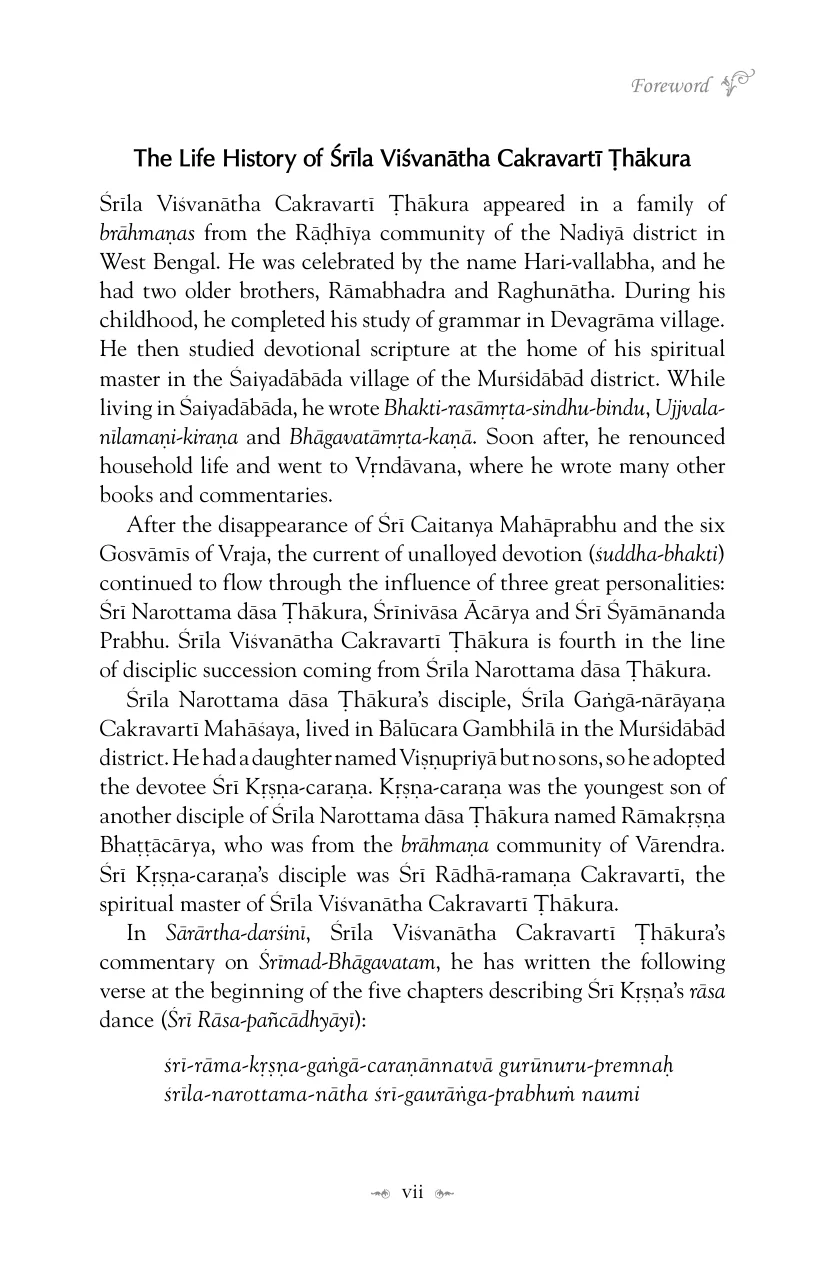 Foreword
The Life History of Śrīla Viśvanātha Cakravartī Ṭhākura
Śrīla Viśvanātha Cakravartī Ṭhākura appeared in a family of
brāhmaṇas from the Rāḍhīya community of the Nadiyā district in
West Bengal. He was celebrated by the name Hari-vallabha, and he
had two older brothers, Rāmabhadra and Raghunātha. During his
childhood, he completed his study of grammar in Devagrāma village.
He then studied devotional scripture at the home of his spiritual
master in the Śaiyadābāda village of the Murśidābād district. While
living in Śaiyadābāda, he wrote Bhakti-rasāmṛta-sindhu-bindu, Ujjvala-
nīlamaṇi-kiraṇa and Bhāgavatāmṛta-kaṇā. Soon after, he renounced
household life and went to Vṛndāvana, where he wrote many other
books and commentaries.
After the disappearance of Śrī Caitanya Mahāprabhu and the six
Gosvāmīs of Vraja, the current of unalloyed devotion (śuddha-bhakti)
continued to flow through the influence of three great personalities:
Śrī Narottama dāsa Ṭhākura, Śrīnivāsa Ācārya and Śrī Śyāmānanda
Prabhu. Śrīla Viśvanātha Cakravartī Ṭhākura is fourth in the line
of disciplic succession coming from Śrīla Narottama dāsa Ṭhākura.
Śrīla Narottama dāsa Ṭhākura's disciple, Śrīla Gaṅgā-nārāyaṇa
Cakravartī Mahāśaya, lived in Bālūcara Gambhilā in the Murśidābād
district. He had a daughter named Viṣṇupriyā but no sons, so he adopted
the devotee Śrī Kṛṣṇa-caraṇa. Kṛṣṇa-caraṇa was the youngest son of
another disciple of Śrīla Narottama dāsa Ṭhākura named Rāmakṛṣṇa
Bhaṭṭācārya, who was from the brāhmaṇa community of Vārendra.
Śrī Kṛṣṇa-caraṇa's disciple was Śrī Rādhā-ramaṇa Cakravartī, the
spiritual master of Śrīla Viśvanātha Cakravartī Ṭhākura.
In Sārārtha-darśinī, Śrīla Viśvanātha Cakravartī Ṭhākura's
commentary on Śrīmad-Bhāgavatam, he has written the following
verse at the beginning of the five chapters describing Śrī Kṛṣṇa's rāsa
dance (Śrī Rāsa-pañcādhyāyī):
śrī-rāma-kṛṣṇa-gaṅgā-caraṇānnatvā gurūnuru-premnaḥ
śrīla-narottama-nātha śrī-gaurāṅga-prabhuṁ naumi
vii